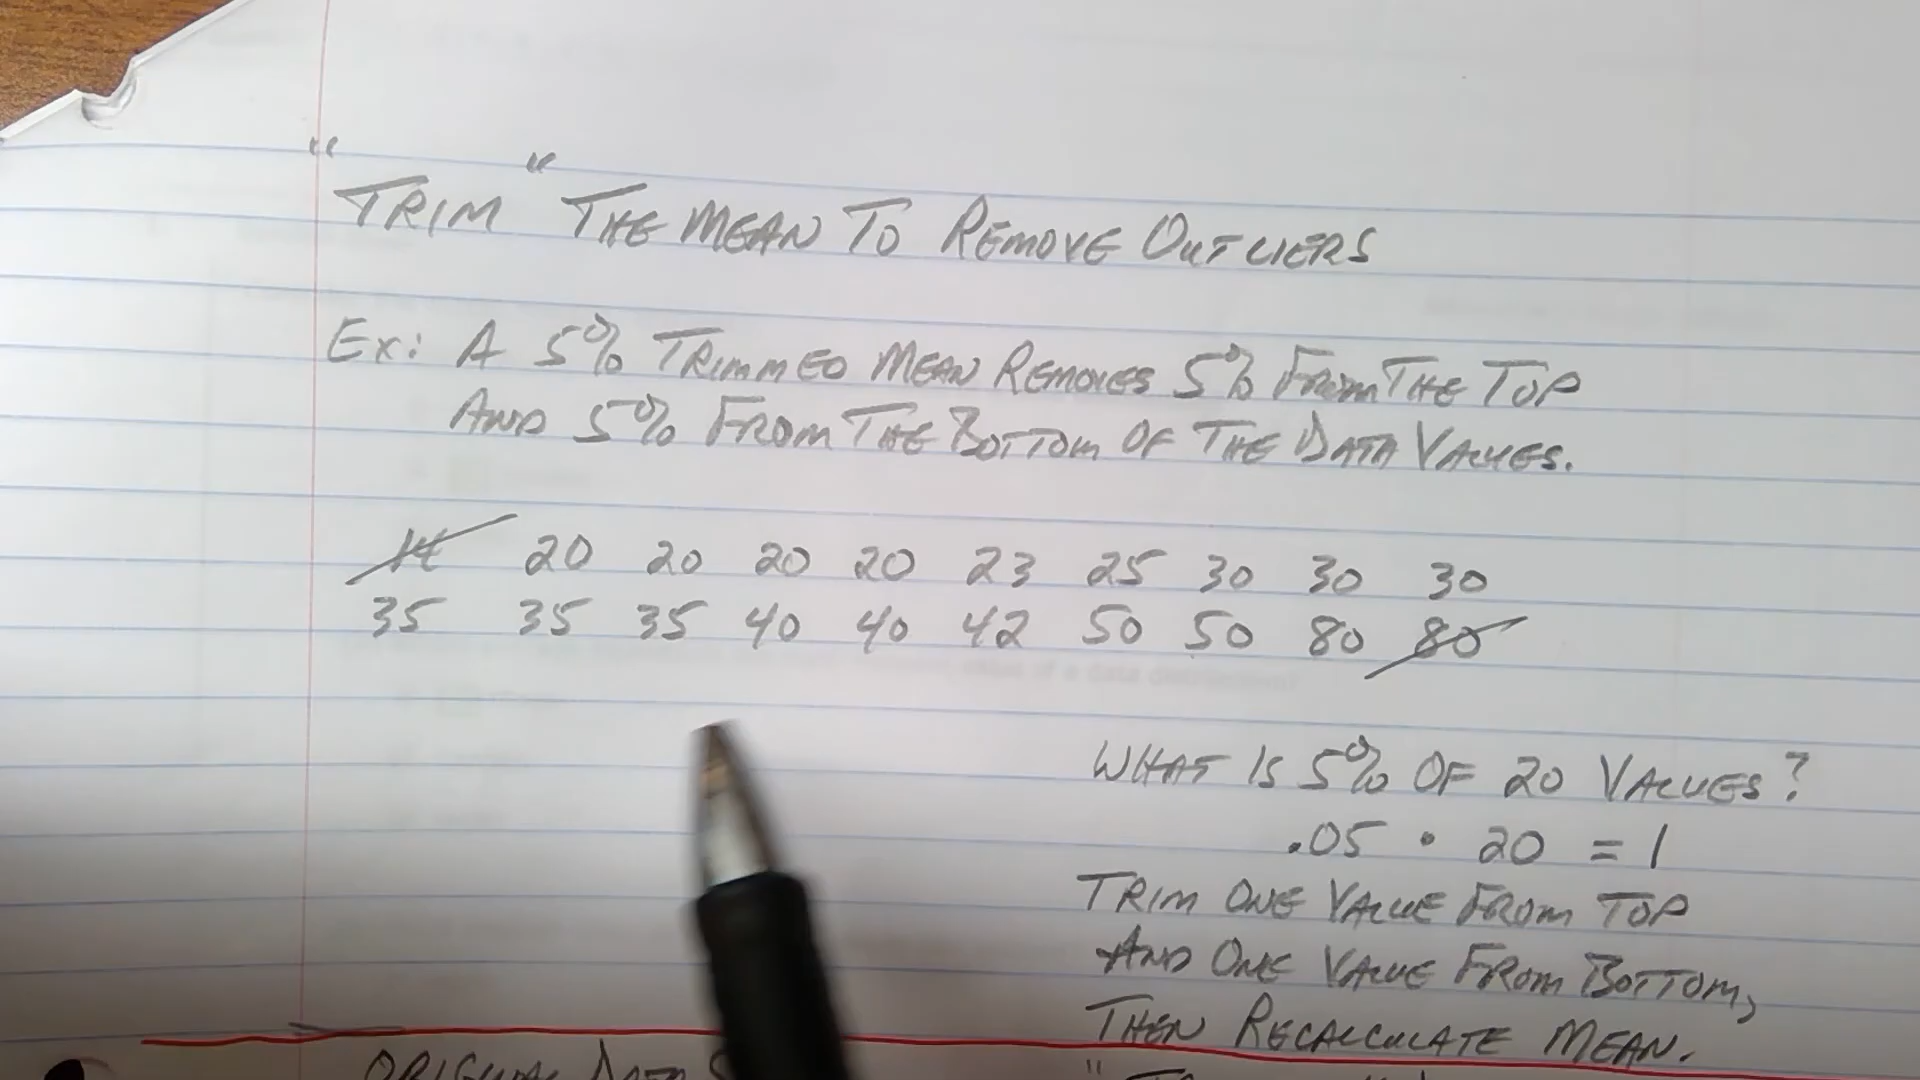 "TRIM" THE MEAN TO REMOVE OUTLIERS
EX: A 5% TRIMMED MEAN REMOVES 5% FROM THE TOP
AND 5% FROM THE BOTTOM OF THE DATA VALUES.
14 20 20 20 20 23 25 30 30 30
35 35 35 40 40 42 50 50 80 80
WHAT IS 5% OF 20 VALUES?
.05 · 20 = 1
TRIM ONE VALUE FROM TOP
AND ONE VALUE FROM BOTTOM,
THEN RECALCULATE MEAN.
ORIGINAL DATA